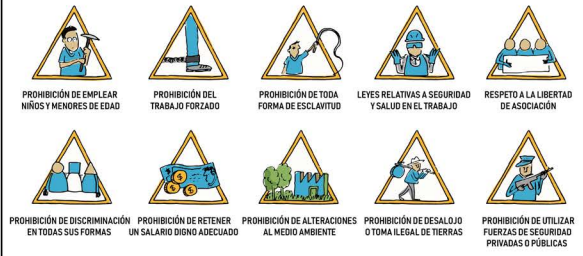 PROHIBICIÓN DE EMPLEAR
NIÑOS Y MENORES DE EDAD
PROHIBICIÓN DEL
TRABAJO FORZADO
PROHIBICIÓN DE TODA
FORMA DE ESCLAVITUD
LEYES RELATIVAS A SEGURIDAD
Y SALUD EN EL TRABAJO
RESPETO A LA LIBERTAD
DE ASOCIACIÓN
PROHIBICIÓN DE DISCRIMINACIÓN
EN TODAS SUS FORMAS
PROHIBICIÓN DE RETENER
UN SALARIO DIGNO ADECUADO
PROHIBICIÓN DE ALTERACIONES
AL MEDIO AMBIENTE
PROHIBICIÓN DE DESALOJO
O TOMA ILEGAL DE TIERRAS
PROHIBICIÓN DE UTILIZAR
FUERZAS DE SEGURIDAD
PRIVADAS O PÚBLICAS